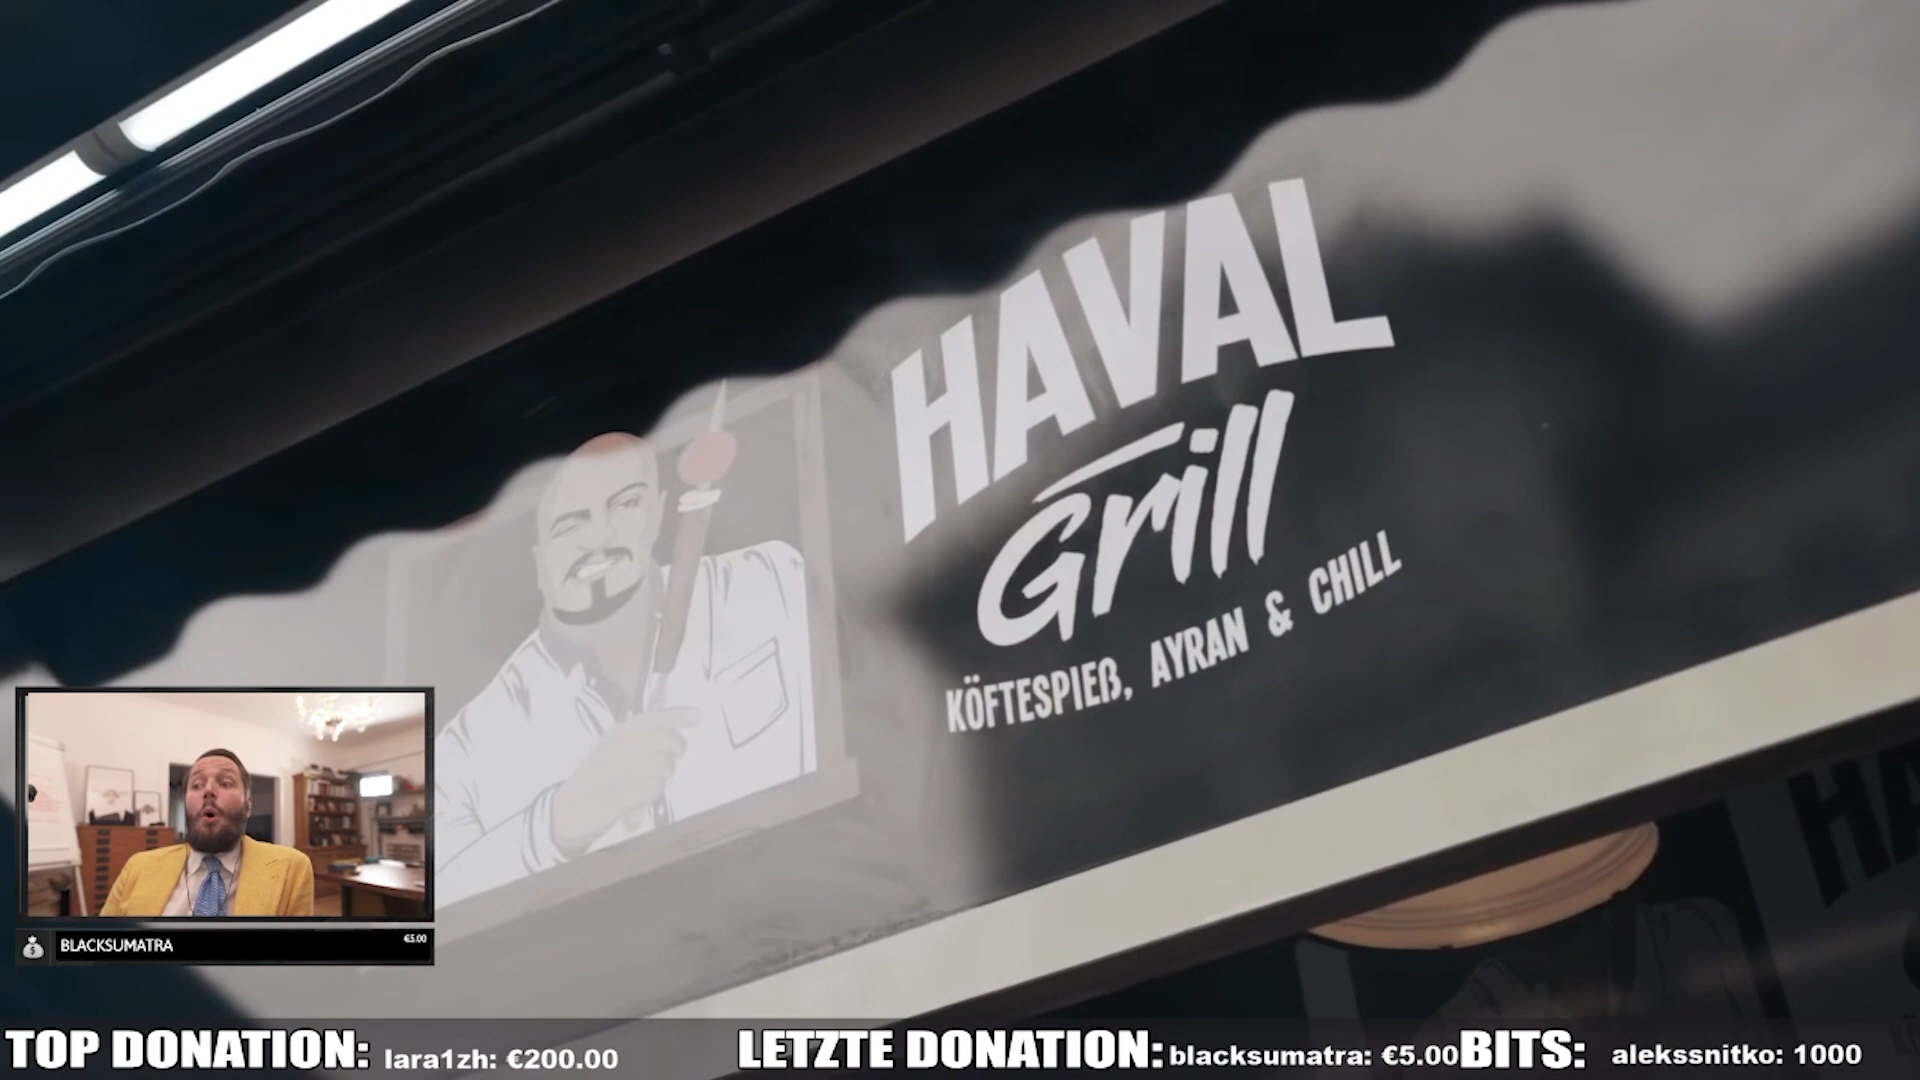 HAVAL
Grill
KÖFTESPIEß, AYRAN & CHILL
HA
BLACKSUMATRA €5.00
TOP DONATION: lara1zh: €200.00 LETZTE DONATION: blacksumatra: €5.00 BITS: alekssnitko: 1000